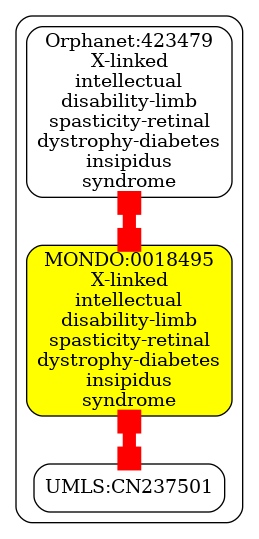 Orphanet:423479
X-linked
intellectual
disability-limb
spasticity-retinal
dystrophy-diabetes
insipidus
syndrome
MONDO:0018495
X-linked
intellectual
disability-limb
spasticity-retinal
dystrophy-diabetes
insipidus
syndrome
UMLS:CN237501